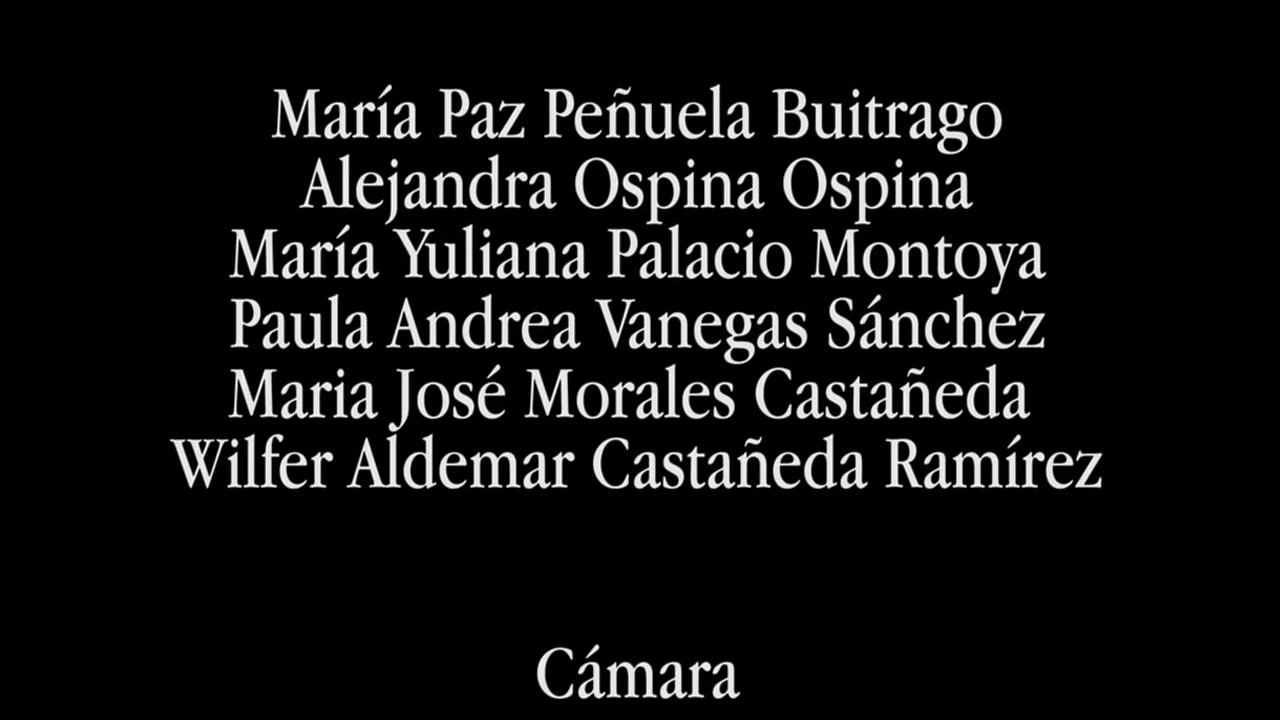 María Paz Peñuela Buitrago
Alejandra Ospina Ospina
María Yuliana Palacio Montoya
Paula Andrea Vanegas Sánchez
Maria José Morales Castañeda
Wilfer Aldemar Castañeda Ramírez
Cámara